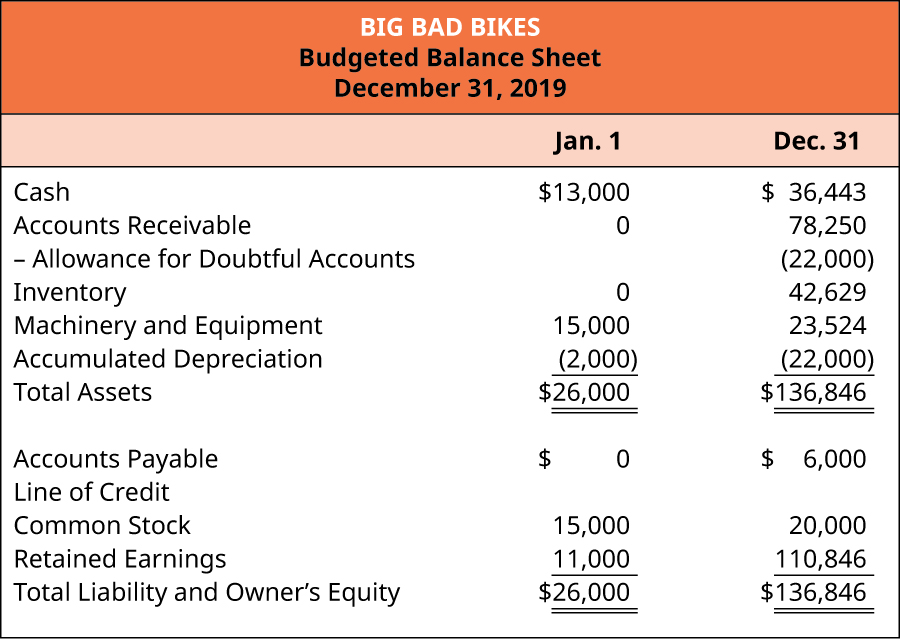 BIG BAD BIKES
Budgeted Balance Sheet
December 31, 2019
Jan. 1 Dec. 31
Cash $13,000 $ 36,443
Accounts Receivable 0 78,250
– Allowance for Doubtful Accounts (22,000)
Inventory 0 42,629
Machinery and Equipment 15,000 23,524
Accumulated Depreciation (2,000) (22,000)
Total Assets $26,000 $136,846
Accounts Payable $ 0 $ 6,000
Line of Credit
Common Stock 15,000 20,000
Retained Earnings 11,000 110,846
Total Liability and Owner’s Equity $26,000 $136,846